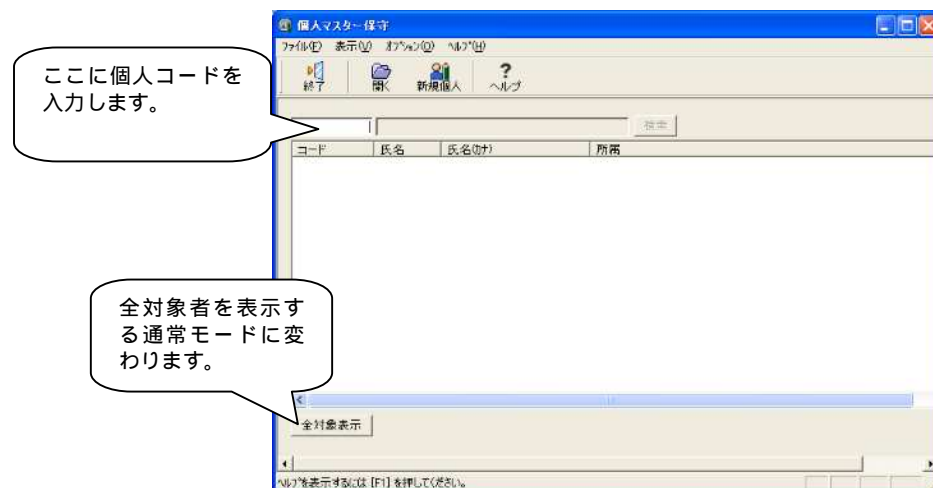 個人マスター保守
ファイル(F) 表示(V) オプション(O) ヘルプ(H)
終了 開く 新規個人 ヘルプ
ここに個人コードを
入力します。
検索
コード 氏名 氏名(カナ) 所属
全対象者を表示す
る通常モードに変
わります。
全対象表示
ヘルプを表示するには [F1] を押してください。